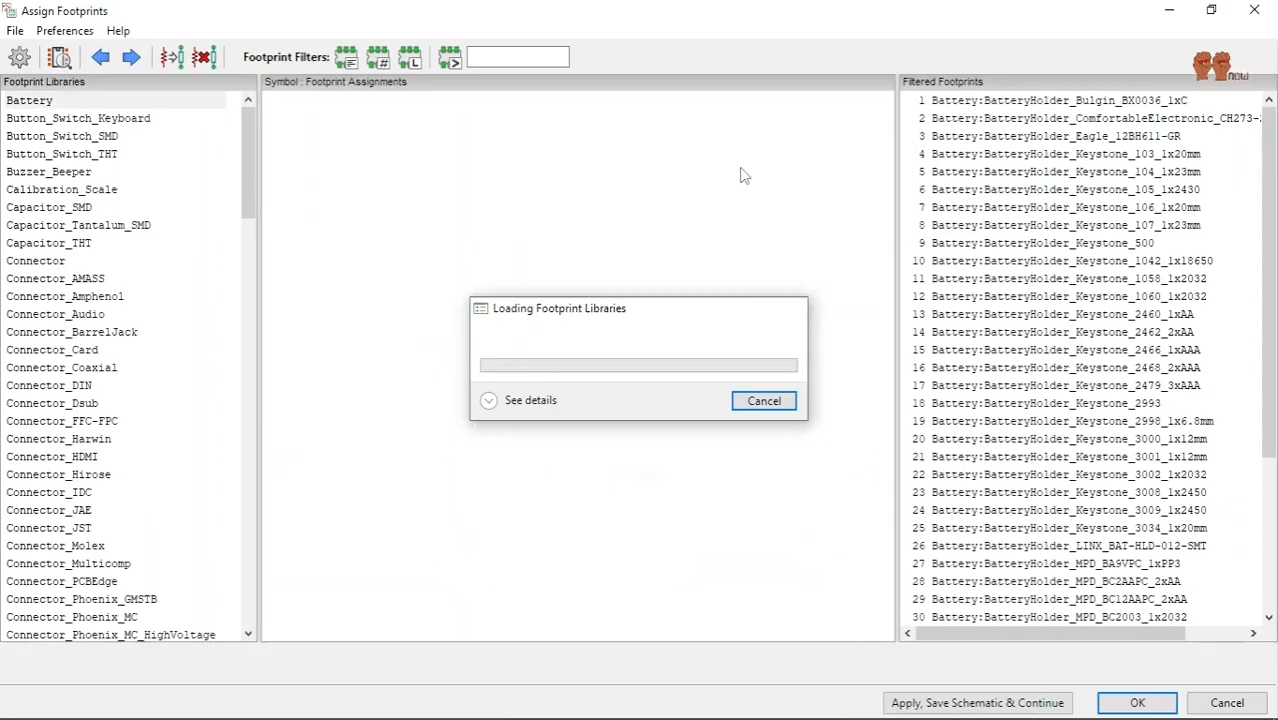 Assign Footprints
File Preferences Help
Footprint Filters:
now
Footprint Libraries
Symbol : Footprint Assignments
Filtered Footprints
Battery
Button_Switch_Keyboard
Button_Switch_SMD
Button_Switch_THT
Buzzer_Beeper
Calibration_Scale
Capacitor_SMD
Capacitor_Tantalum_SMD
Capacitor_THT
Connector
Connector_AMASS
Connector_Amphenol
Connector_Audio
Connector_BarrelJack
Connector_Card
Connector_Coaxial
Connector_DIN
Connector_Dsub
Connector_FFC-FPC
Connector_Harwin
Connector_HDMI
Connector_Hirose
Connector_IDC
Connector_JAE
Connector_JST
Connector_Molex
Connector_Multicomp
Connector_PCBEdge
Connector_Phoenix_GMSTB
Connector_Phoenix_MC
Connector_Phoenix_MC_HighVoltage
Loading Footprint Libraries
See details
Cancel
1 Battery:BatteryHolder_Bulgin_BX0036_1xC
2 Battery:BatteryHolder_ComfortableElectronic_CH273-
3 Battery:BatteryHolder_Eagle_12BH611-GR
4 Battery:BatteryHolder_Keystone_103_1x20mm
5 Battery:BatteryHolder_Keystone_104_1x23mm
6 Battery:BatteryHolder_Keystone_105_1x2430
7 Battery:BatteryHolder_Keystone_106_1x20mm
8 Battery:BatteryHolder_Keystone_107_1x23mm
9 Battery:BatteryHolder_Keystone_500
10 Battery:BatteryHolder_Keystone_1042_1x18650
11 Battery:BatteryHolder_Keystone_1058_1x2032
12 Battery:BatteryHolder_Keystone_1060_1x2032
13 Battery:BatteryHolder_Keystone_2460_1xAA
14 Battery:BatteryHolder_Keystone_2462_2xAA
15 Battery:BatteryHolder_Keystone_2466_1xAAA
16 Battery:BatteryHolder_Keystone_2468_2xAAA
17 Battery:BatteryHolder_Keystone_2479_3xAAA
18 Battery:BatteryHolder_Keystone_2993
19 Battery:BatteryHolder_Keystone_2998_1x6.8mm
20 Battery:BatteryHolder_Keystone_3000_1x12mm
21 Battery:BatteryHolder_Keystone_3001_1x12mm
22 Battery:BatteryHolder_Keystone_3002_1x2032
23 Battery:BatteryHolder_Keystone_3008_1x2450
24 Battery:BatteryHolder_Keystone_3009_1x2450
25 Battery:BatteryHolder_Keystone_3034_1x20mm
26 Battery:BatteryHolder_LINX_BAT-HLD-012-SMT
27 Battery:BatteryHolder_MPD_BA9VPC_1xPP3
28 Battery:BatteryHolder_MPD_BC2AAPC_2xAA
29 Battery:BatteryHolder_MPD_BC12AAPC_2xAA
30 Battery:BatteryHolder_MPD_BC2003_1x2032
Apply, Save Schematic & Continue
OK
Cancel